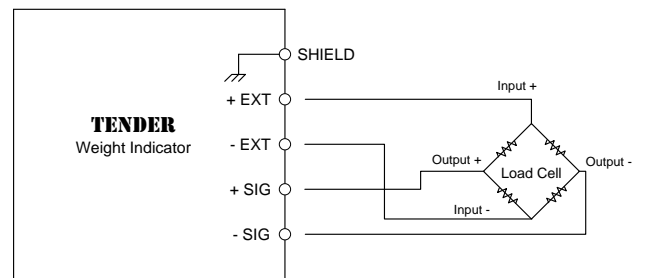 SHIELD
+ EXT
TENDER
Weight Indicator
- EXT
+ SIG
- SIG
Input +
Output +
Load Cell
Output -
Input -